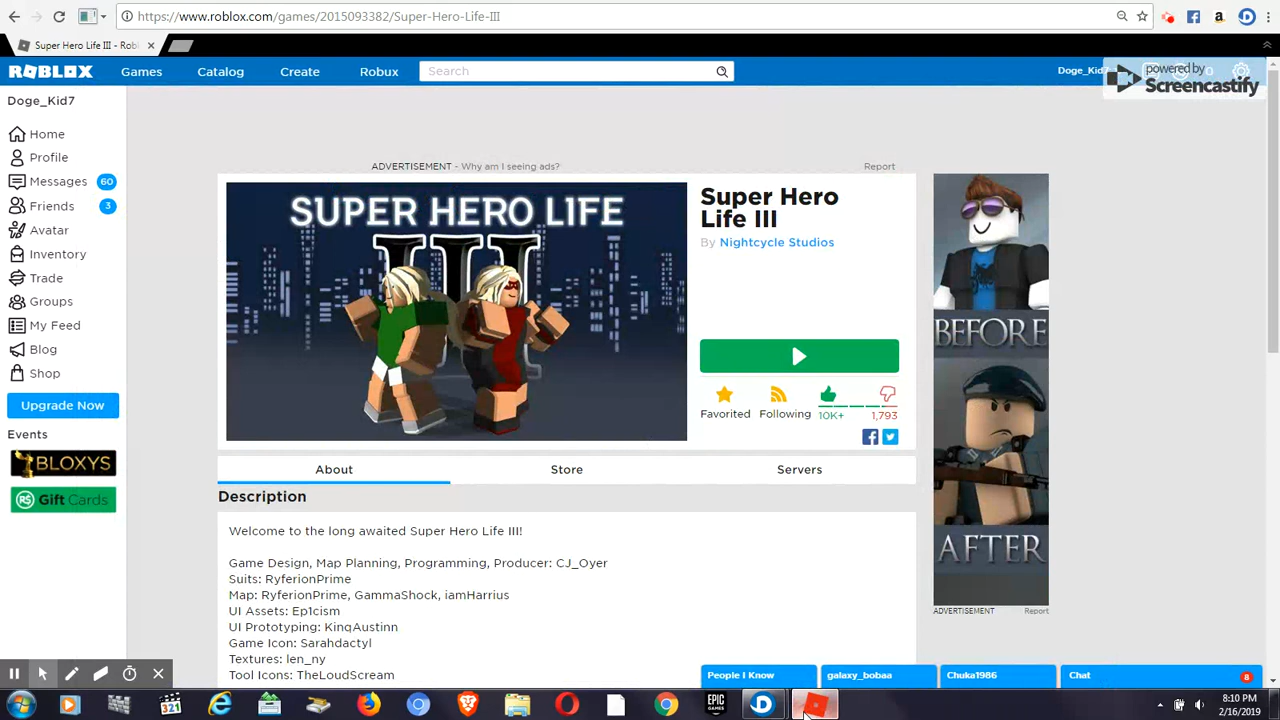 https://www.roblox.com/games/2015093382/Super-Hero-Life-III
Super Hero Life III - Rob
ROBLOX
Games
Catalog
Create
Robux
Search
Doge_Kid7
powered by
Screencastify
Doge_Kid7
Home
Profile
Messages 60
Friends 3
Avatar
Inventory
Trade
Groups
My Feed
Blog
Shop
Upgrade Now
Events
BLOXYS
Gift Cards
ADVERTISEMENT - Why am I seeing ads?
Report
SUPER HERO LIFE
III
Super Hero
Life III
By Nightcycle Studios
Favorited
Following
10K+
1,793
BEFORE
AFTER
ADVERTISEMENT
Report
About
Store
Servers
Description
Welcome to the long awaited Super Hero Life III!
Game Design, Map Planning, Programming, Producer: CJ_Oyer
Suits: RyferionPrime
Map: RyferionPrime, GammaShock, iamHarrius
UI Assets: Ep1cism
UI Prototyping: KingAustinn
Game Icon: Sarahdactyl
Textures: len_ny
Tool Icons: TheLoudScream
People I Know
galaxy_bobaa
Chuka1986
Chat 8
321
EPIC
GAMES
8:10 PM
2/16/2019